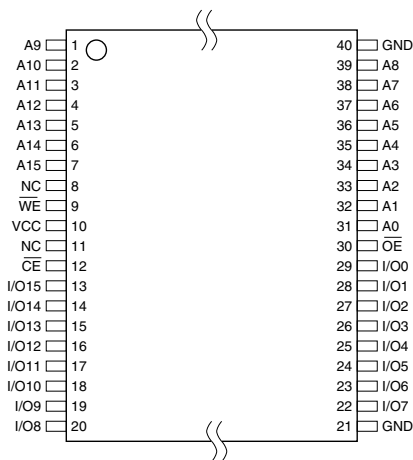 A9 1 40 GND
A10 2 39 A8
A11 3 38 A7
A12 4 37 A6
A13 5 36 A5
A14 6 35 A4
A15 7 34 A3
NC 8 33 A2
W̅E̅ 9 32 A1
VCC 10 31 A0
NC 11 30 O̅E̅
C̅E̅ 12 29 I/O0
I/O15 13 28 I/O1
I/O14 14 27 I/O2
I/O13 15 26 I/O3
I/O12 16 25 I/O4
I/O11 17 24 I/O5
I/O10 18 23 I/O6
I/O9 19 22 I/O7
I/O8 20 21 GND